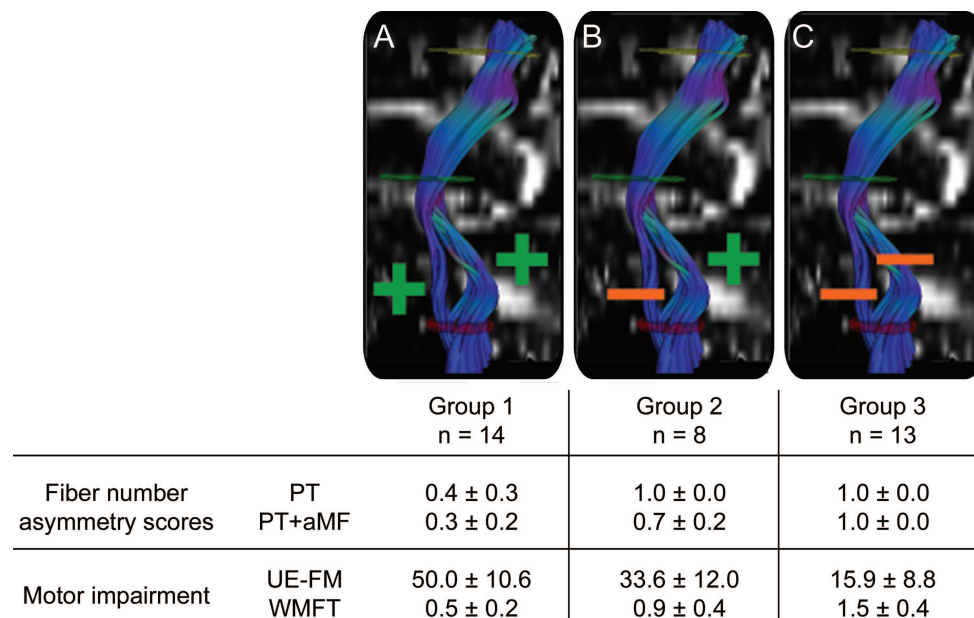 A B C
Group 1 Group 2 Group 3
n = 14 n = 8 n = 13
Fiber number asymmetry scores
PT 0.4 ± 0.3 1.0 ± 0.0 1.0 ± 0.0
PT+aMF 0.3 ± 0.2 0.7 ± 0.2 1.0 ± 0.0
Motor impairment
UE-FM 50.0 ± 10.6 33.6 ± 12.0 15.9 ± 8.8
WMFT 0.5 ± 0.2 0.9 ± 0.4 1.5 ± 0.4